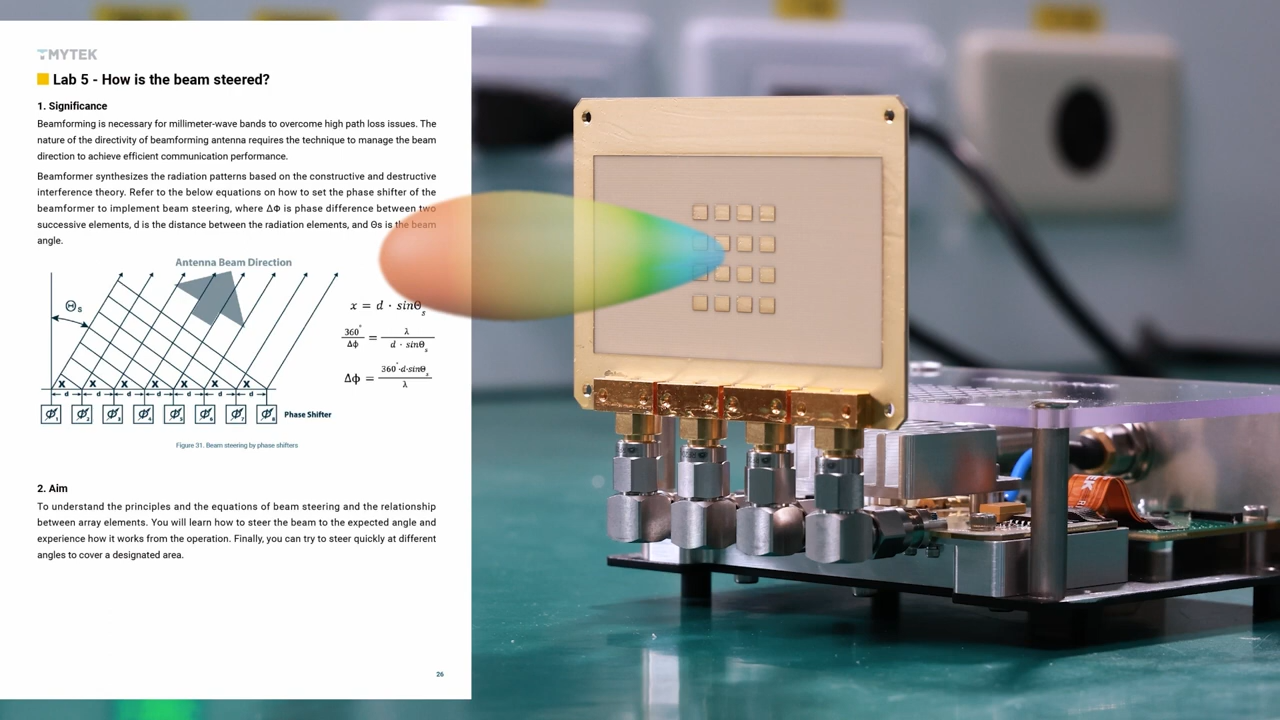 TMYTEK
Lab 5 - How is the beam steered?
1. Significance
Beamforming is necessary for millimeter-wave bands to overcome high path loss issues. The
nature of the directivity of beamforming antenna requires the technique to manage the beam
direction to achieve efficient communication performance.
Beamformer synthesizes the radiation patterns based on the constructive and destructive
interference theory. Refer to the below equations on how to set the phase shifter of the
beamformer to implement beam steering, where ΔΦ is phase difference between two
successive elements, d is the distance between the radiation elements, and Θs is the beam
angle.
Antenna Beam Direction
Θs
x = d · sinΘs
360° / Δϕ = λ / d · sinΘs
Δϕ = 360°·d·sinΘs / λ
x x x x x x x
d d d d d d d
Φ1 Φ2 Φ3 Φ4 Φ5 Φ6 Φ7 Φ8 Phase Shifter
Figure 31. Beam steering by phase shifters
2. Aim
To understand the principles and the equations of beam steering and the relationship
between array elements. You will learn how to steer the beam to the expected angle and
experience how it works from the operation. Finally, you can try to steer quickly at different
angles to cover a designated area.
26